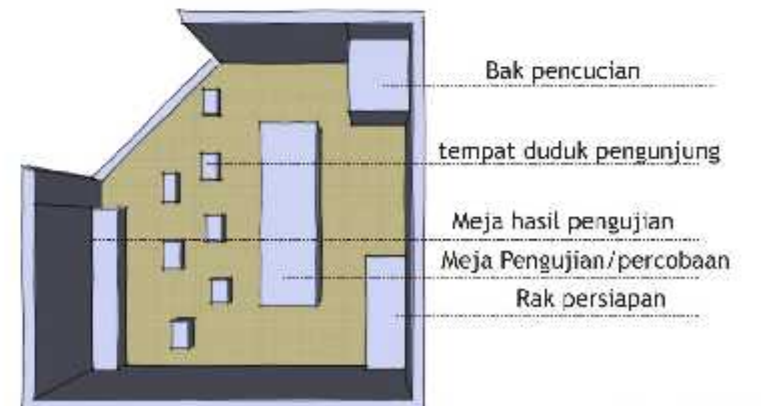 Bak pencucian
tempat duduk pengunjung
Meja hasil pengujian
Meja Pengujian/percobaan
Rak persiapan